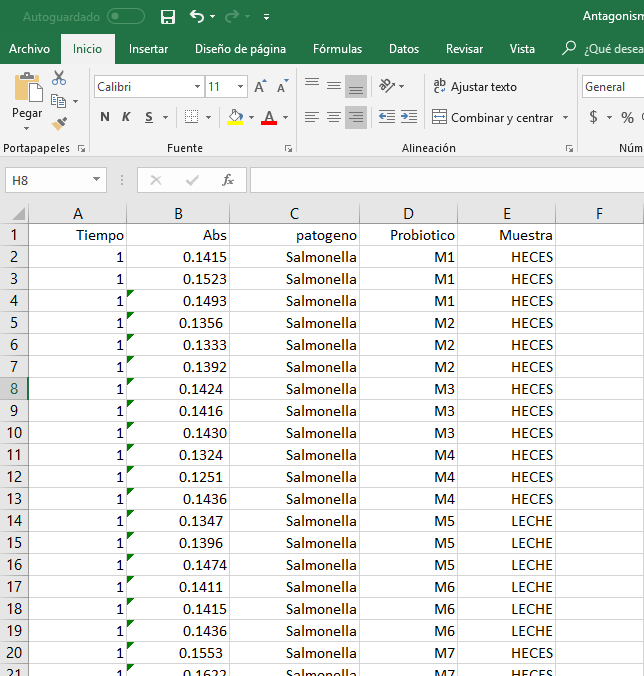 Autoguardado Antagonism
Archivo Inicio Insertar Diseño de página Fórmulas Datos Revisar Vista ¿Qué desea
Pegar Calibri 11 A A Ajustar texto General
N K S A Combinar y centrar $ %
Portapapeles Fuente Alineación Núm
H8 fx
A B C D E F
1 Tiempo Abs patogeno Probiotico Muestra
2 1 0.1415 Salmonella M1 HECES
3 1 0.1523 Salmonella M1 HECES
4 1 0.1493 Salmonella M1 HECES
5 1 0.1356 Salmonella M2 HECES
6 1 0.1333 Salmonella M2 HECES
7 1 0.1392 Salmonella M2 HECES
8 1 0.1424 Salmonella M3 HECES
9 1 0.1416 Salmonella M3 HECES
10 1 0.1430 Salmonella M3 HECES
11 1 0.1324 Salmonella M4 HECES
12 1 0.1251 Salmonella M4 HECES
13 1 0.1436 Salmonella M4 HECES
14 1 0.1347 Salmonella M5 LECHE
15 1 0.1396 Salmonella M5 LECHE
16 1 0.1474 Salmonella M5 LECHE
17 1 0.1411 Salmonella M6 LECHE
18 1 0.1415 Salmonella M6 LECHE
19 1 0.1436 Salmonella M6 LECHE
20 1 0.1553 Salmonella M7 HECES
21 1 0.1622 Salmonella M7 HECES